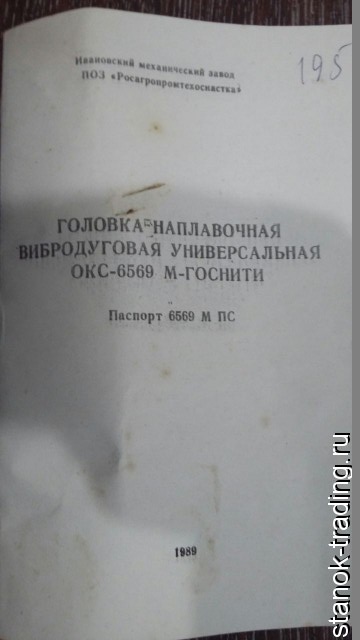 Ивановский механический завод
ПОЗ «Росагропромтехоснастка»
195
ГОЛОВКА НАПЛАВОЧНАЯ
ВИБРОДУГОВАЯ УНИВЕРСАЛЬНАЯ
ОКС-6569 М-ГОСНИТИ
Паспорт 6569 М ПС
1989
stanok-trading.ru